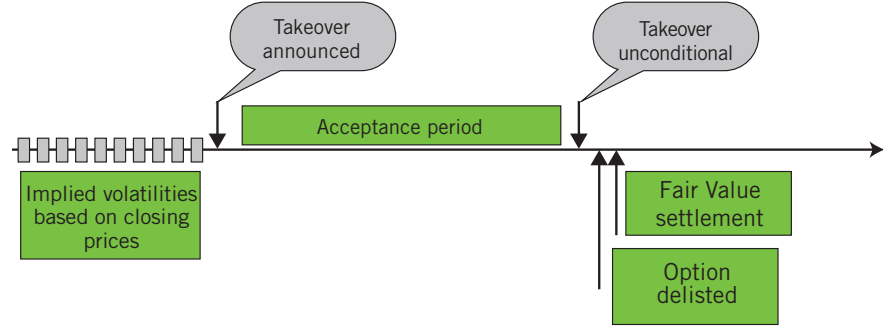 Takeover
announced
Takeover
unconditional
Acceptance period
Implied volatilities
based on closing
prices
Fair Value
settlement
Option
delisted